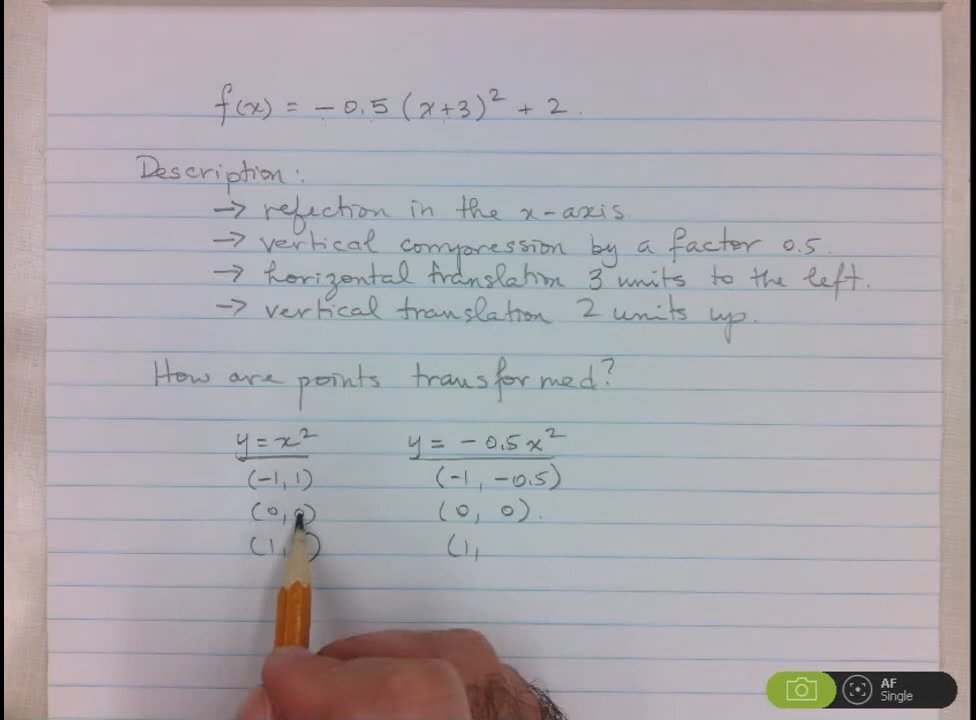 f(x) = -0.5 (x+3)² + 2.
Description:
→ refection in the x-axis.
→ vertical compression by a factor 0.5.
→ horizontal translation 3 units to the left.
→ vertical translation 2 units up.
How are points transformed?
y = x² y = -0.5x²
(-1, 1) (-1, -0.5)
(0, 0) (0, 0).
(1, ) (1,
AF
Single